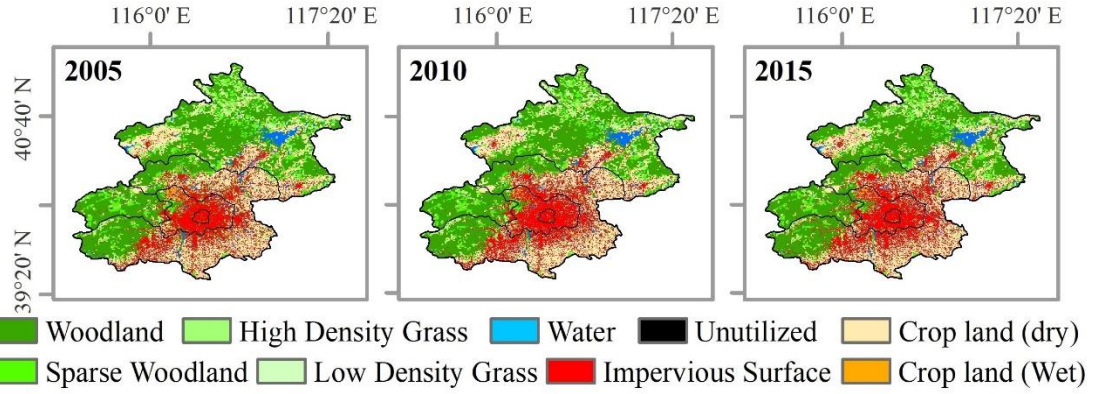 116°0' E 117°20' E 116°0' E 117°20' E 116°0' E 117°20' E
2005 2010 2015
40°40' N
39°20' N
Woodland High Density Grass Water Unutilized Crop land (dry)
Sparse Woodland Low Density Grass Impervious Surface Crop land (Wet)